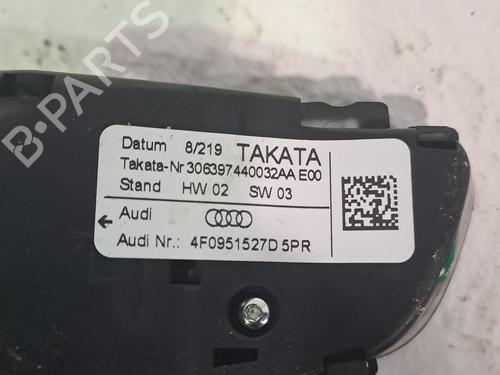 B-PARTS
Datum 8/219 TAKATA
Takata-Nr 306397440032AA E00
Stand HW 02 SW 03
Audi
Audi Nr.: 4F0951527D 5PR